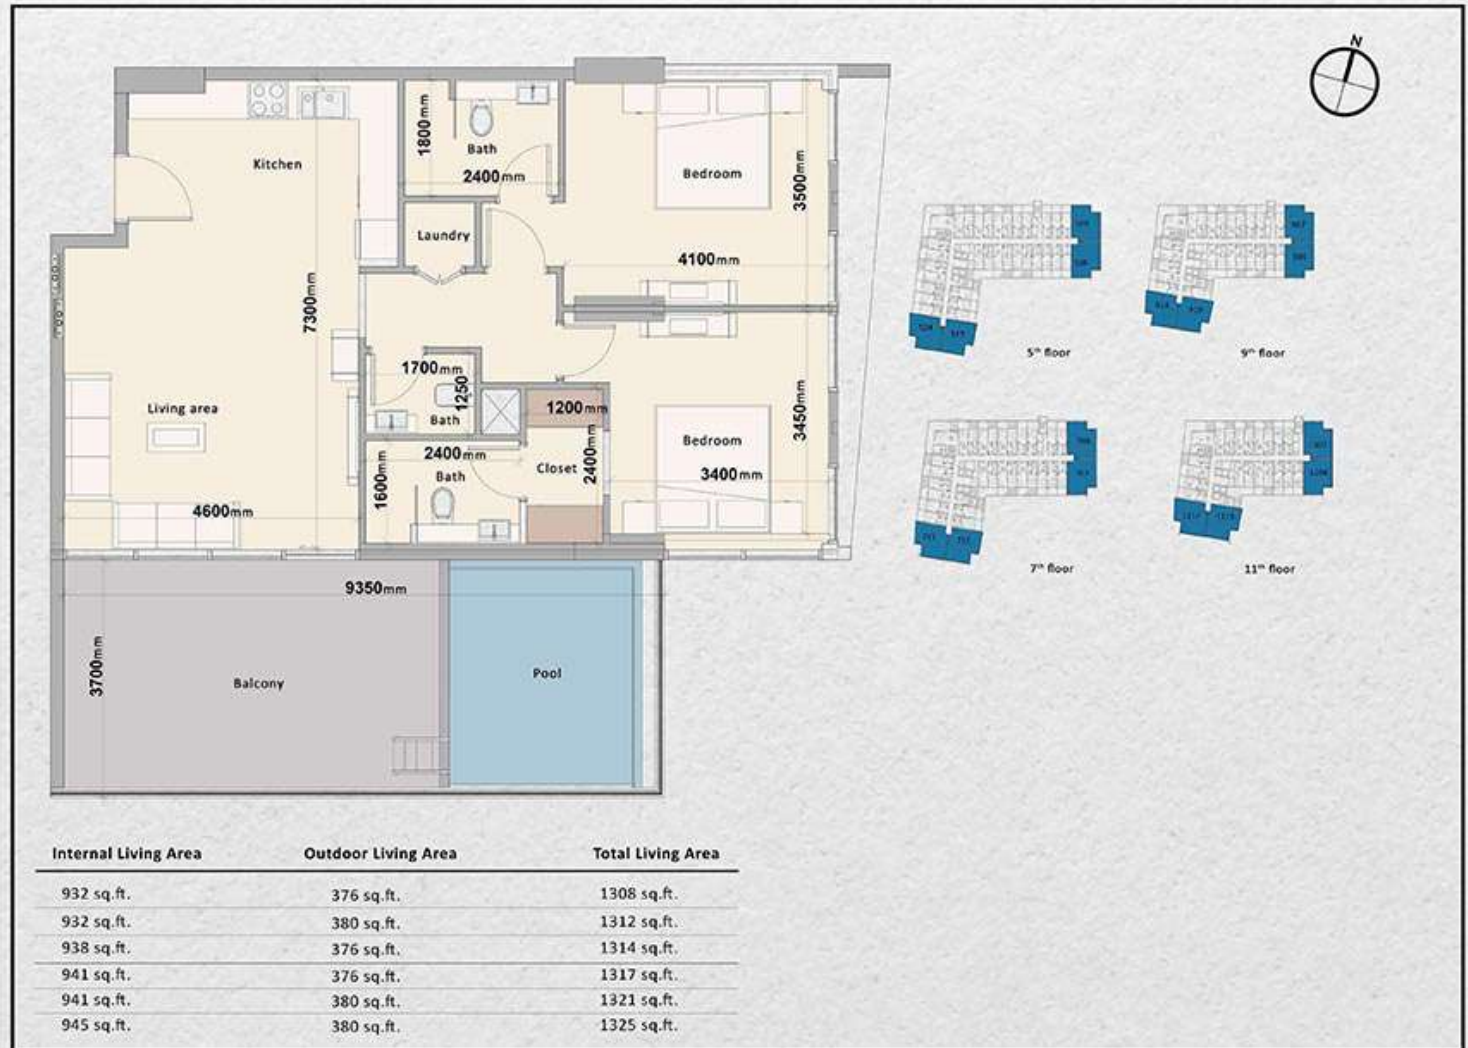 N
1800mm
Bath
2400mm
Kitchen
Bedroom
3500mm
Laundry
4100mm
7300mm
1700mm
1250
Bath
1200mm
Living area
2400mm
Bath
1600mm
Closet
2400mm
Bedroom
3450mm
3400mm
4600mm
9350mm
3700mm
Balcony
Pool
5th floor
9th floor
7th floor
11th floor
Internal Living Area Outdoor Living Area Total Living Area
932 sq.ft. 376 sq.ft. 1308 sq.ft.
932 sq.ft. 380 sq.ft. 1312 sq.ft.
938 sq.ft. 376 sq.ft. 1314 sq.ft.
941 sq.ft. 376 sq.ft. 1317 sq.ft.
941 sq.ft. 380 sq.ft. 1321 sq.ft.
945 sq.ft. 380 sq.ft. 1325 sq.ft.